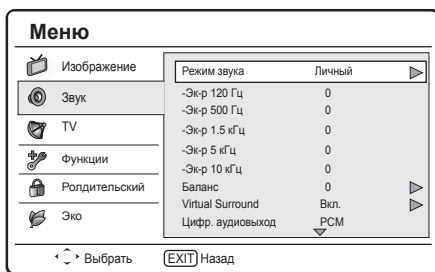 Меню
Изображение
Звук
TV
Функции
Ролдительский
Эко
Режим звука Личный
-Эк-р 120 Гц 0
-Эк-р 500 Гц 0
-Эк-р 1.5 кГц 0
-Эк-р 5 кГц 0
-Эк-р 10 кГц 0
Баланс 0
Virtual Surround Вкл.
Цифр. аудиовыход PCM
Выбрать EXIT Назад